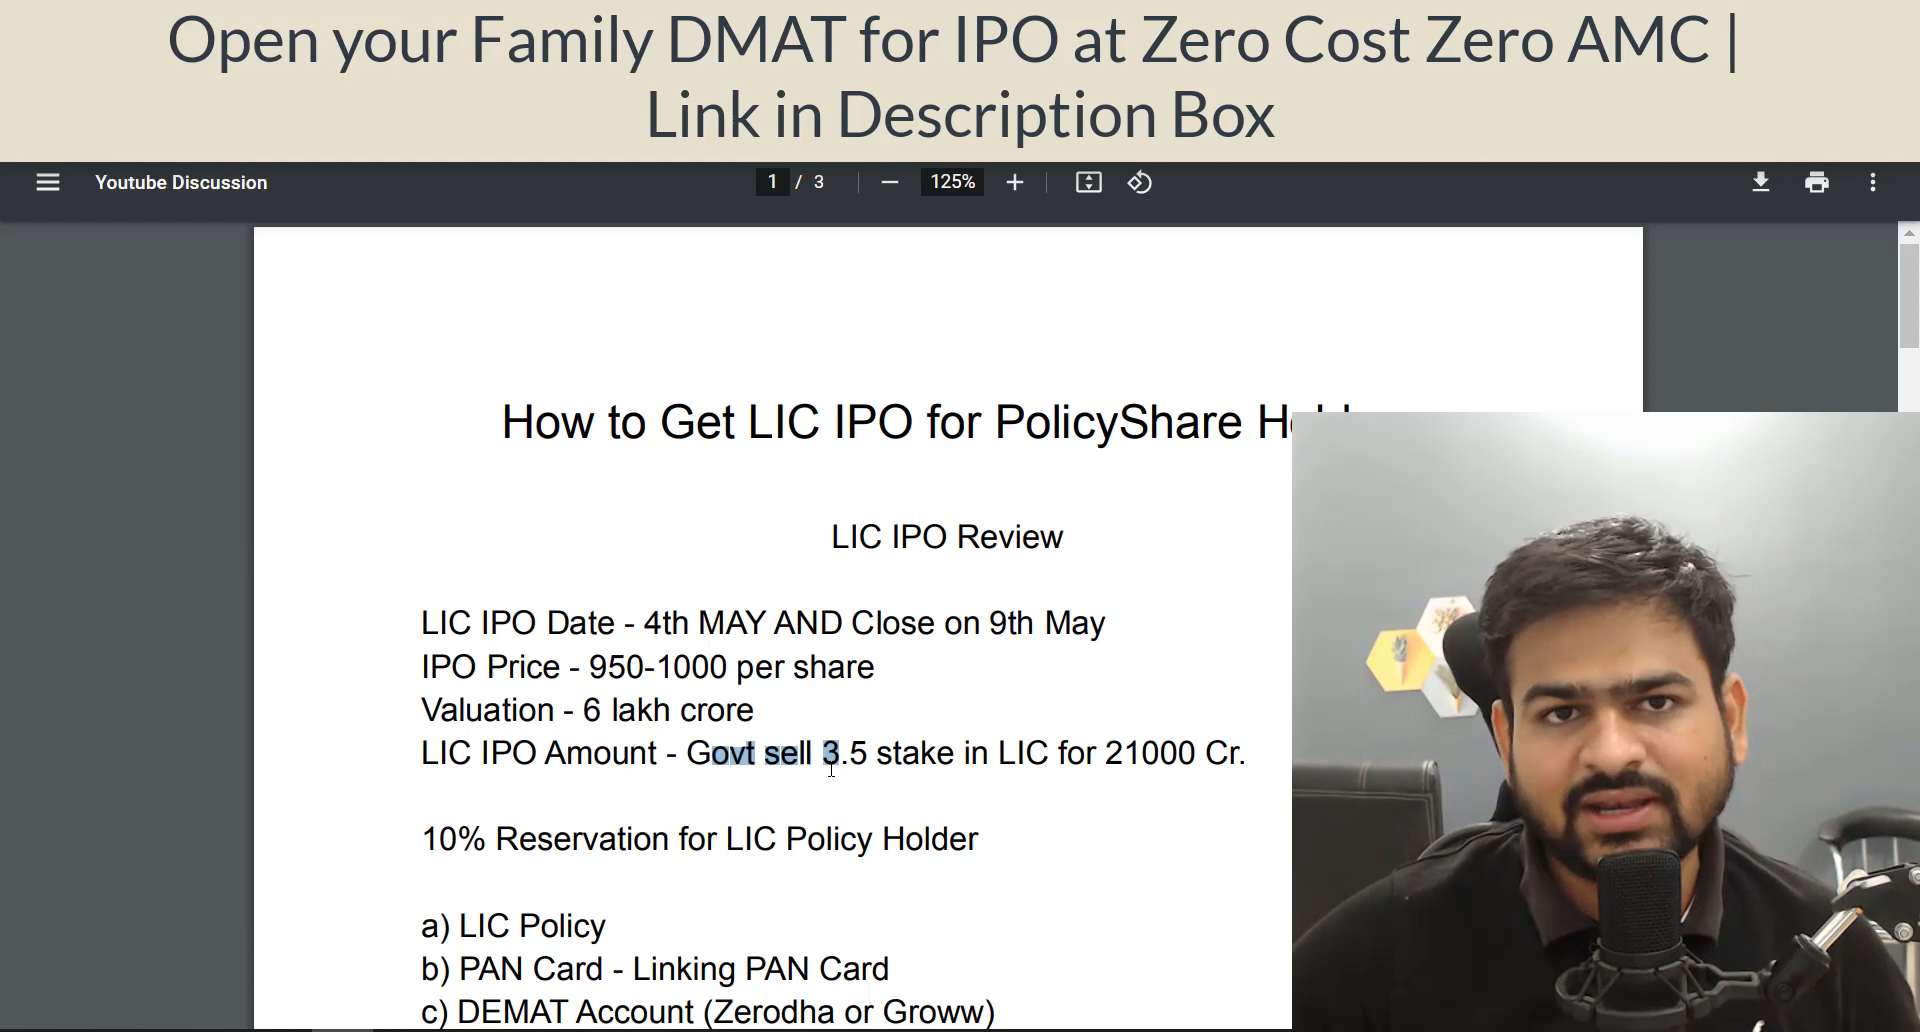 Open your Family DMAT for IPO at Zero Cost Zero AMC |
Link in Description Box
Youtube Discussion
1 / 3
125%
How to Get LIC IPO for PolicyShare
LIC IPO Review
LIC IPO Date - 4th MAY AND Close on 9th May
IPO Price - 950-1000 per share
Valuation - 6 lakh crore
LIC IPO Amount - Govt sell 3.5 stake in LIC for 21000 Cr.
10% Reservation for LIC Policy Holder
a) LIC Policy
b) PAN Card - Linking PAN Card
c) DEMAT Account (Zerodha or Groww)